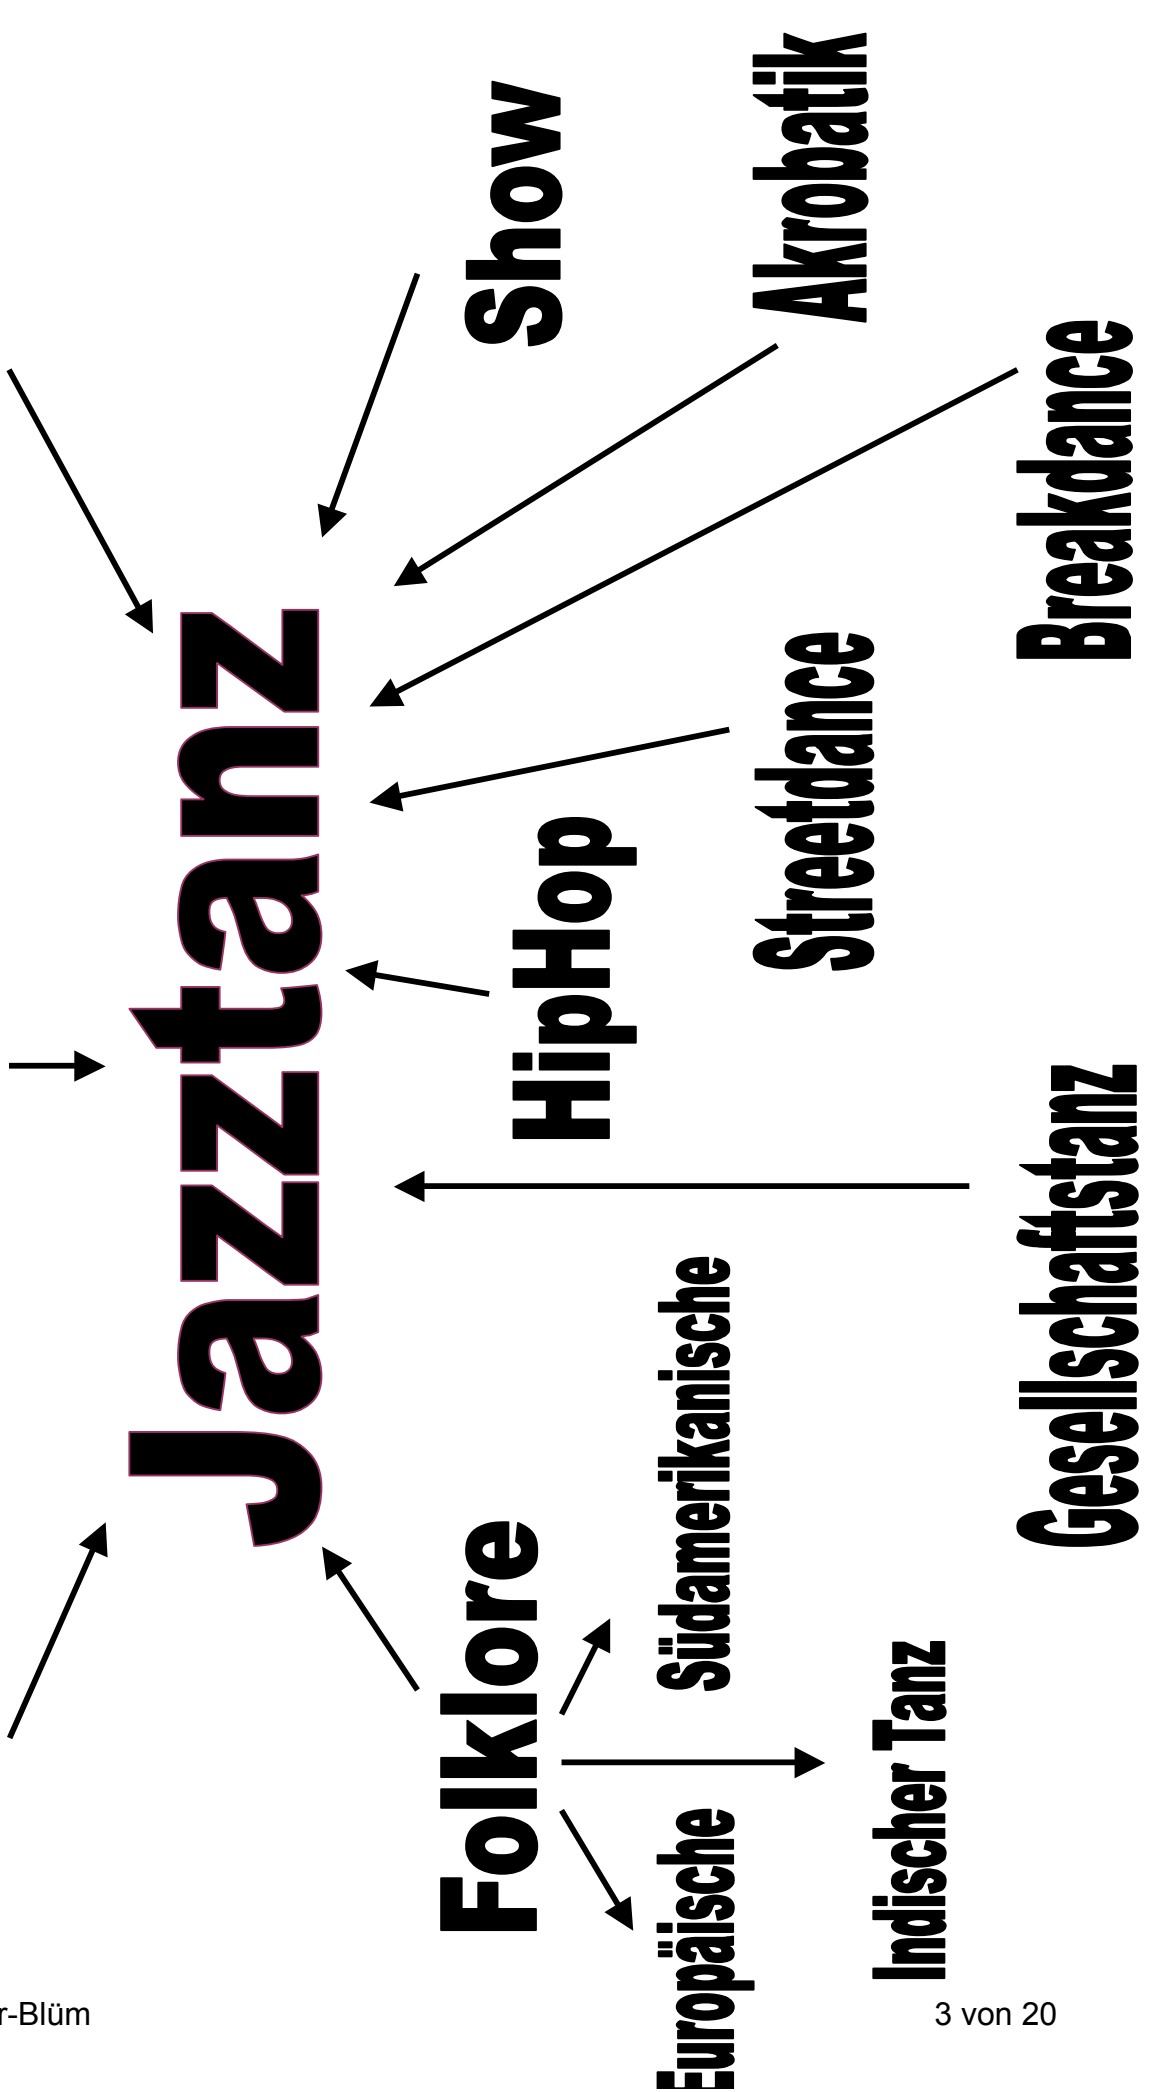 Jazztanz
Show
Akrobatik
Breakdance
Streetdance
HipHop
Gesellschaftstanz
Folklore
Südamerikanische
Indischer Tanz
Europäische
r-Blüm
3 von 20